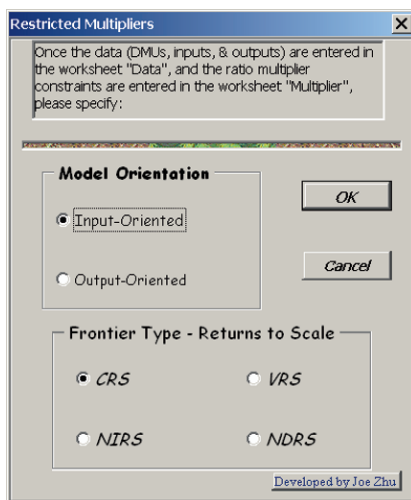 Restricted Multipliers
Once the data (DMUs, inputs, & outputs) are entered in
the worksheet "Data", and the ratio multiplier
constraints are entered in the worksheet "Multiplier",
please specify:
Model Orientation
Input-Oriented
Output-Oriented
OK
Cancel
Frontier Type - Returns to Scale
CRS
VRS
NIRS
NDRS
Developed by Joe Zhu